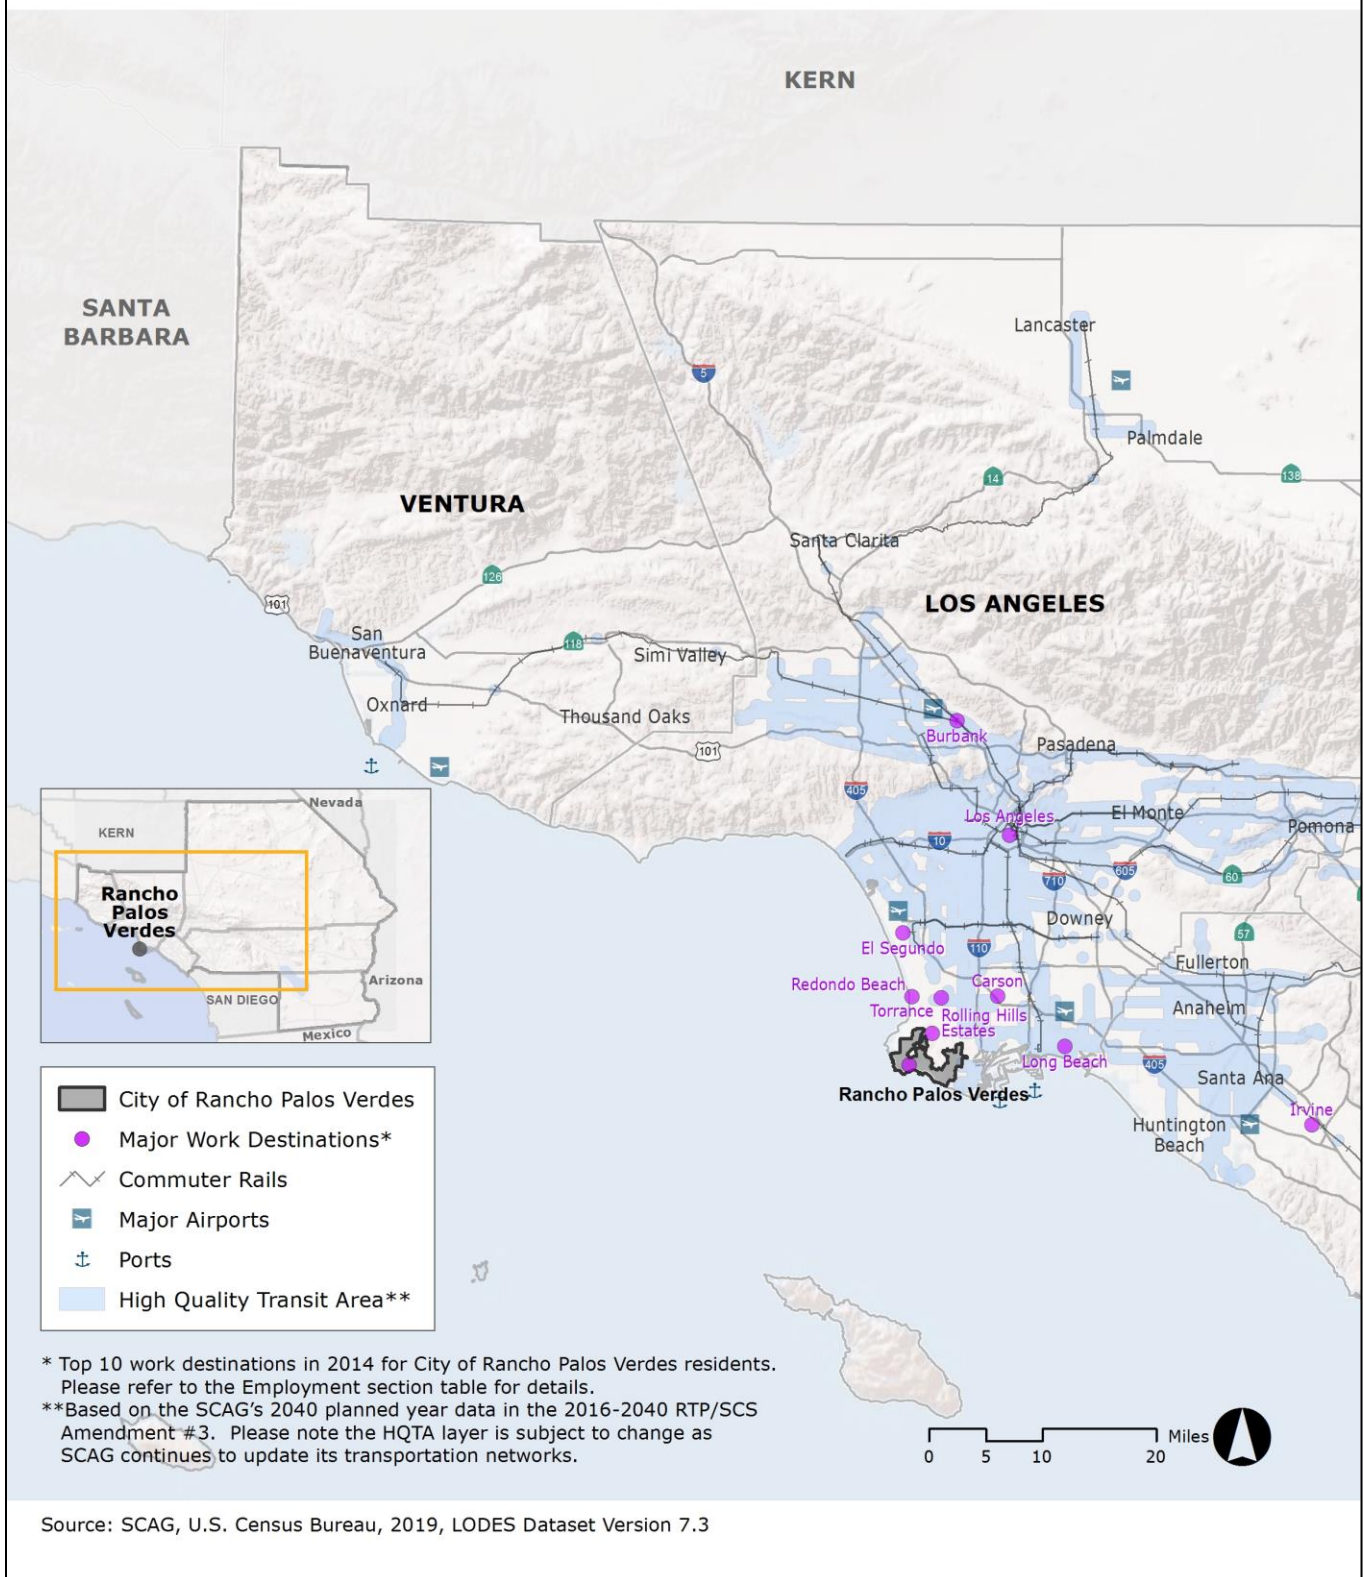 KERN
SANTA
BARBARA
Lancaster
5
Palmdale
14
138
VENTURA
Santa Clarita
126
LOS ANGELES
101
San
Buenaventura
118
Simi Valley
Oxnard
Thousand Oaks
Burbank
101
Pasadena
405
Los Angeles
El Monte
Pomona
10
710
605
60
Downey
57
El Segundo
110
Fullerton
Redondo Beach
Carson
Torrance
Rolling Hills
Estates
Anaheim
Long Beach
405
Santa Ana
Rancho Palos Verdes
Huntington
Beach
Irvine
Nevada
KERN
Rancho
Palos
Verdes
Arizona
SAN DIEGO
Mexico
City of Rancho Palos Verdes
Major Work Destinations*
Commuter Rails
Major Airports
Ports
High Quality Transit Area**
* Top 10 work destinations in 2014 for City of Rancho Palos Verdes residents.
Please refer to the Employment section table for details.
**Based on the SCAG's 2040 planned year data in the 2016-2040 RTP/SCS
Amendment #3. Please note the HQTA layer is subject to change as
SCAG continues to update its transportation networks.
Miles
0 5 10 20
Source: SCAG, U.S. Census Bureau, 2019, LODES Dataset Version 7.3